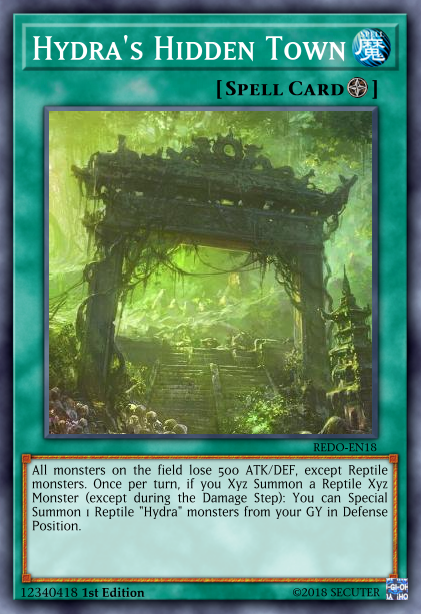 Hydra's Hidden Town
[Spell Card]
REDO-EN18
All monsters on the field lose 500 ATK/DEF, except Reptile
monsters. Once per turn, if you Xyz Summon a Reptile Xyz
Monster (except during the Damage Step): You can Special
Summon 1 Reptile "Hydra" monsters from your GY in Defense
Position.
12340418 1st Edition ©2018 SECUTER